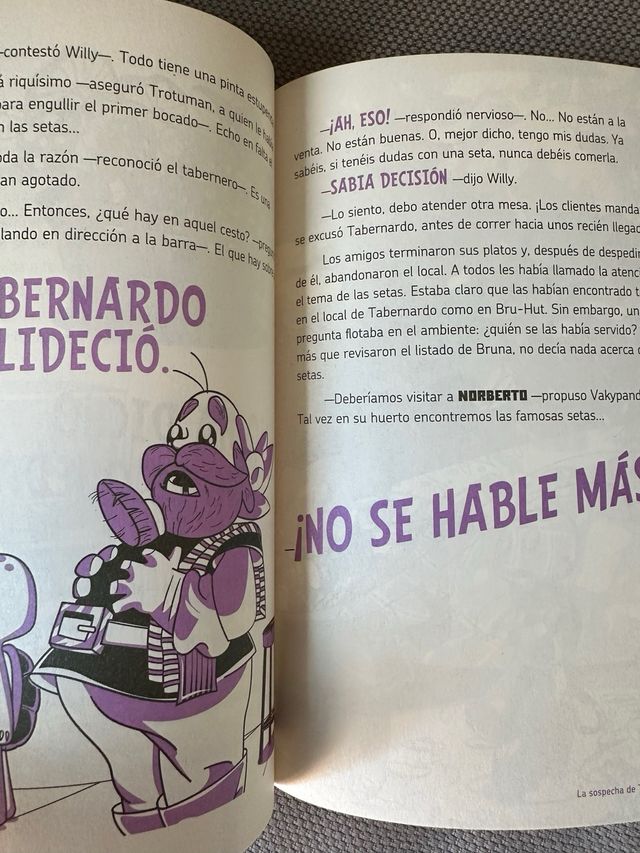 —contestó Willy—. Todo tiene una pinta estupenda
riquísimo —aseguró Trotuman, a quien le había
para engullir el primer bocado—. Echo en falta el
n las setas...
oda la razón —reconoció el tabernero—. Es una
an agotado.
o... Entonces, ¿qué hay en aquel cesto? —pregun
lando en dirección a la barra—. El que hay sobre
BERNARDO
LIDECIÓ.
—¡AH, ESO! —respondió nervioso—. No... No están a la
venta. No están buenas. O, mejor dicho, tengo mis dudas. Ya
sabéis, si tenéis dudas con una seta, nunca debéis comerla.
—SABIA DECISIÓN —dijo Willy.
—Lo siento, debo atender otra mesa. ¡Los clientes manda
se excusó Tabernardo, antes de correr hacia unos recién llegad
Los amigos terminaron sus platos y, después de despedir
de él, abandonaron el local. A todos les había llamado la atenc
el tema de las setas. Estaba claro que las habían encontrado t
en el local de Tabernardo como en Bru-Hut. Sin embargo, un
pregunta flotaba en el ambiente: ¿quién se las había servido?
más que revisaron el listado de Bruna, no decía nada acerca d
setas.
—Deberíamos visitar a NORBERTO —propuso Vakypand
Tal vez en su huerto encontremos las famosas setas...
—¡NO SE HABLE MÁS
La sospecha de